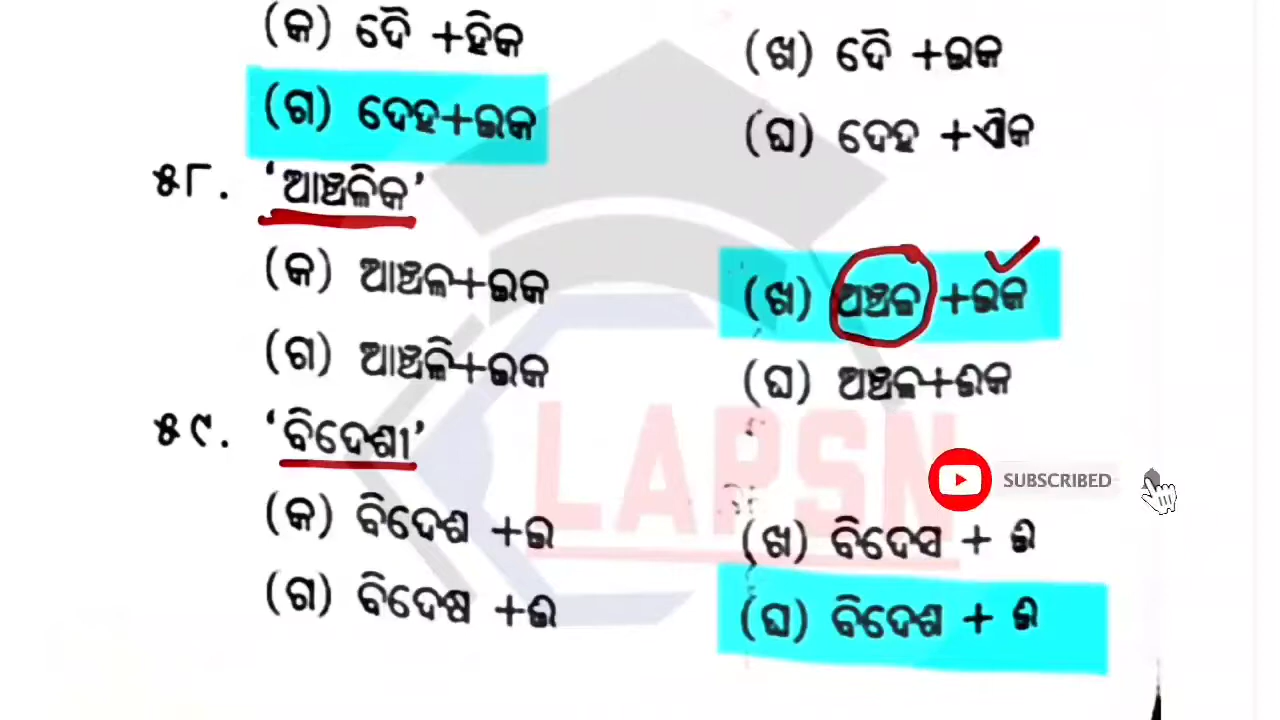 (କ) ଦୈ +ହିକ (ଖ) ଦୈ +ଇକ
(ଗ) ଦେହ+ଇକ (ଘ) ଦେହ +ଐକ
୫୮. 'ଆଞ୍ଚଳିକ'
(କ) ଆଞ୍ଚଳ+ଇକ (ଖ) ଅଞ୍ଚଳ +ଇକ
(ଗ) ଆଞ୍ଚଳି+ଇକ (ଘ) ଅଞ୍ଚଳ+ଈକ
୫୯. 'ବିଦେଶୀ'
LAPSN
SUBSCRIBED
(କ) ବିଦେଶ +ଇ (ଖ) ବିଦେସ + ଈ
(ଗ) ବିଦେଷ +ଈ (ଘ) ବିଦେଶ + ଈ